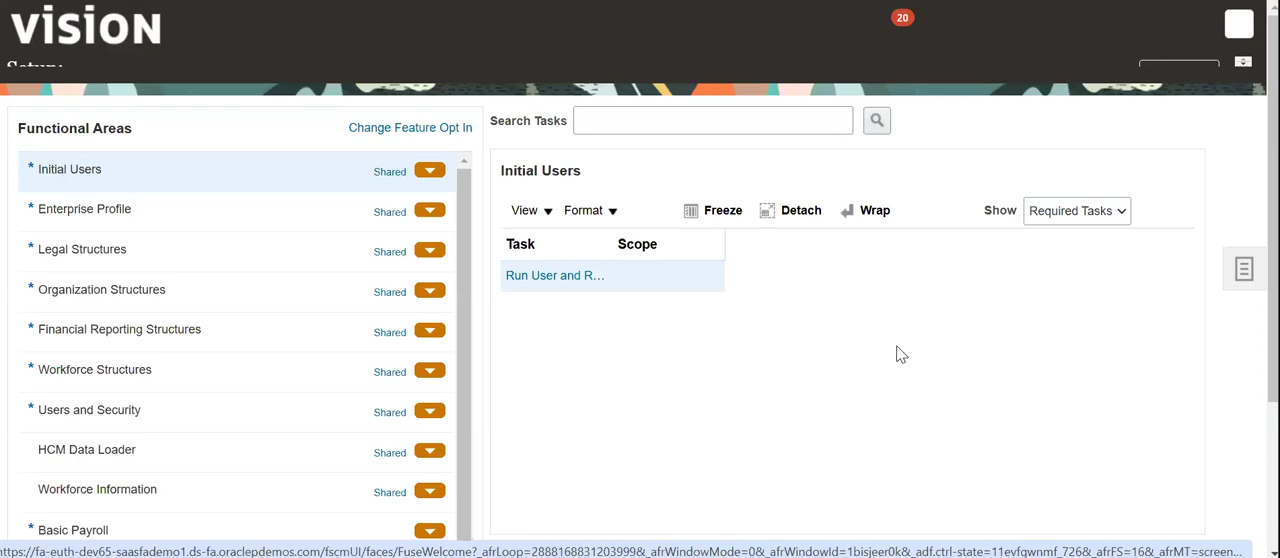 VISION
20
Setup:
Functional Areas
Change Feature Opt In
* Initial Users Shared
* Enterprise Profile Shared
* Legal Structures Shared
* Organization Structures Shared
* Financial Reporting Structures Shared
* Workforce Structures Shared
* Users and Security Shared
HCM Data Loader Shared
Workforce Information Shared
Basic Payroll
Search Tasks
Initial Users
View Format Freeze Detach Wrap Show Required Tasks
Task Scope
Run User and R...
https://fa-euth-dev65-saasfademo1.ds-fa.oraclepdemos.com/fscmUI/faces/FuseWelcome?_afrLoop=2888168831203999&_afrWindowMode=0&_afrWindowId=1bisjeer0k&_adf.ctrl-state=11evfgwnmf_726&_afrFS=16&_afrMT=screen...